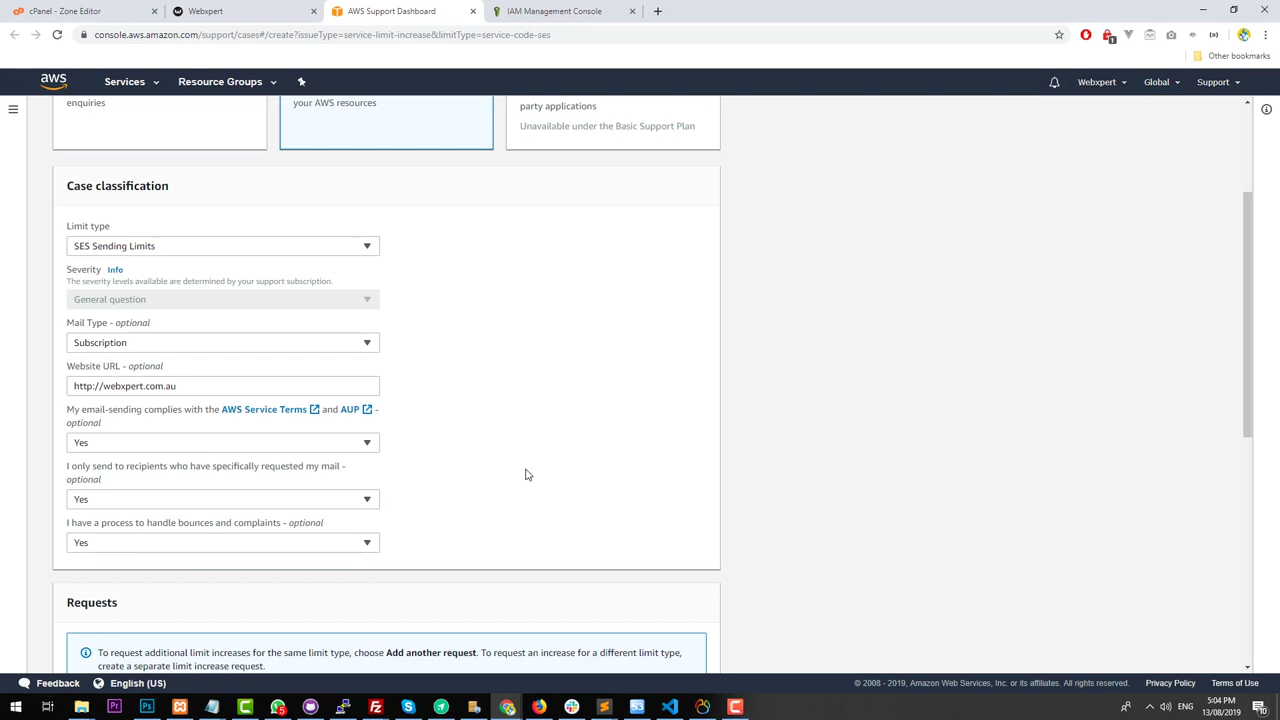 cPanel - Zone Editor
Webxpert
AWS Support Dashboard
IAM Management Console
console.aws.amazon.com/support/cases#/create?issueType=service-limit-increase&limitType=service-code-ses
1
Other bookmarks
aws
Services
Resource Groups
Webxpert
Global
Support
enquiries
your AWS resources
party applications
Unavailable under the Basic Support Plan
Case classification
Limit type
SES Sending Limits
Severity Info
The severity levels available are determined by your support subscription.
General question
Mail Type - optional
Subscription
Website URL - optional
http://webxpert.com.au
My email-sending complies with the AWS Service Terms and AUP -
optional
Yes
I only send to recipients who have specifically requested my mail -
optional
Yes
I have a process to handle bounces and complaints - optional
Yes
Requests
To request additional limit increases for the same limit type, choose Add another request. To request an increase for a different limit type,
create a separate limit increase request.
Feedback
English (US)
© 2008 - 2019, Amazon Web Services, Inc. or its affiliates. All rights reserved.
Privacy Policy
Terms of Use
5:04 PM
13/08/2019